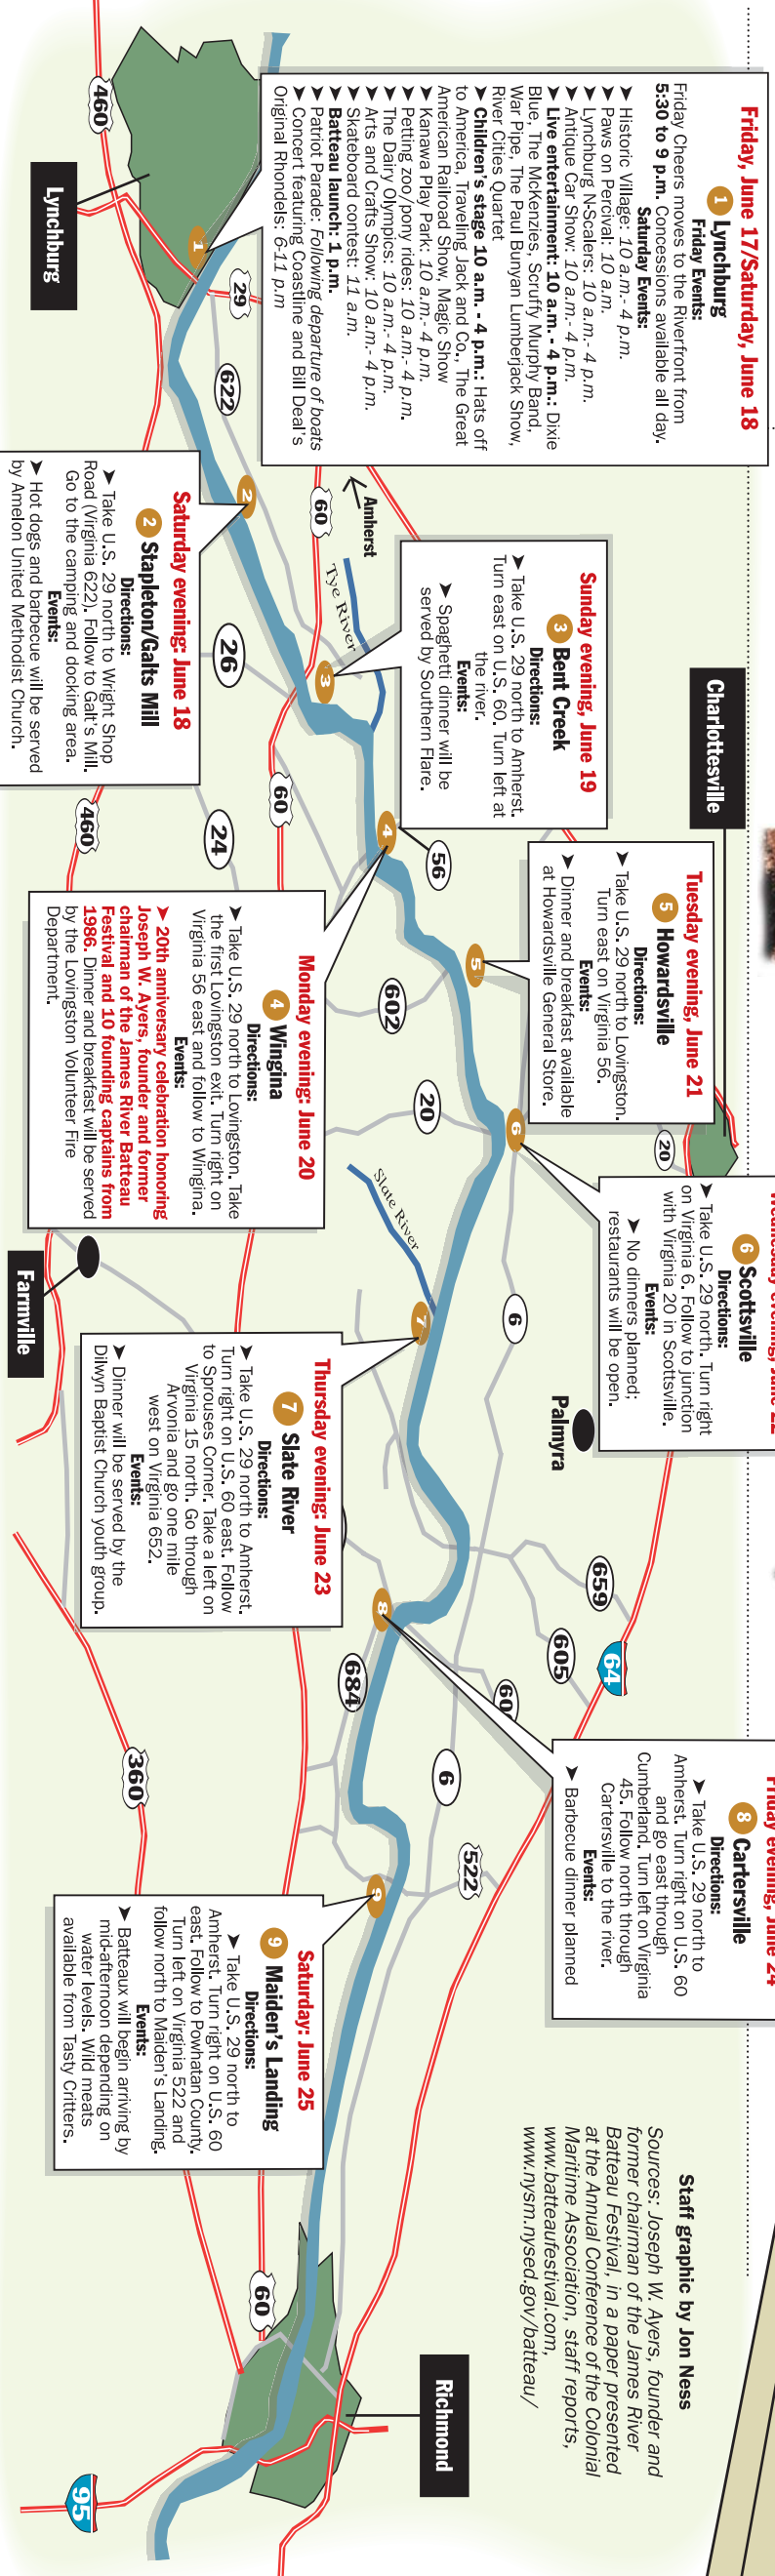 Friday, June 17/Saturday, June 18
1 Lynchburg
Friday Events:
Friday Cheers moves to the Riverfront from
5:30 to 9 p.m. Concessions available all day.
Saturday Events:
➤ Historic Village: 10 a.m.- 4 p.m.
➤ Paws on Percival: 10 a.m.
➤ Lynchburg N-Scalers: 10 a.m.- 4 p.m.
➤ Antique Car Show: 10 a.m.- 4 p.m.
➤ Live entertainment: 10 a.m. - 4 p.m.: Dixie
Blue, The McKenzies, Scruffy Murphy Band,
War Pipe, The Paul Bunyan Lumberjack Show,
River Cities Quartet
➤ Children's stage 10 a.m. - 4 p.m.: Hats off
to America, Traveling Jack and Co., The Great
American Railroad Show, Magic Show
➤ Kanawa Play Park: 10 a.m.- 4 p.m.
➤ Petting zoo/pony rides: 10 a.m.- 4 p.m.
➤ The Dairy Olympics: 10 a.m.- 4 p.m.
➤ Arts and Crafts Show: 10 a.m.- 4 p.m.
➤ Skateboard contest: 11 a.m.
➤ Batteau launch: 1 p.m.
➤ Patriot Parade: Following departure of boats
➤ Concert featuring Coastline and Bill Deal's
Original Rhondels: 6-11 p.m
460
Lynchburg
1
29
622
2
Saturday evening: June 18
2 Stapleton/Galts Mill
Directions:
➤ Take U.S. 29 north to Wright Shop
Road (Virginia 622). Follow to Galt's Mill.
Go to the camping and docking area.
Events:
➤ Hot dogs and barbecue will be served
by Amelon United Methodist Church.
Amherst
60
Tye River
26
3
Sunday evening, June 19
3 Bent Creek
Directions:
➤ Take U.S. 29 north to Amherst.
Turn east on U.S. 60. Turn left at
the river.
Events:
➤ Spaghetti dinner will be
served by Southern Flare.
Charlottesville
60
460
24
4
56
Tuesday evening, June 21
5 Howardsville
Directions:
➤ Take U.S. 29 north to Lovingston.
Turn east on Virginia 56.
Events:
➤ Dinner and breakfast available
at Howardsville General Store.
Monday evening: June 20
4 Wingina
Directions:
➤ Take U.S. 29 north to Lovingston. Take
the first Lovingston exit. Turn right on
Virginia 56 east and follow to Wingina.
Events:
➤ 20th anniversary celebration honoring
Joseph W. Ayers, founder and former
chairman of the James River Batteau
Festival and 10 founding captains from
1986. Dinner and breakfast will be served
by the Lovingston Volunteer Fire
Department.
5
602
20
6
20
Slate River
Wednesday evening, June 22
6 Scottsville
Directions:
➤ Take U.S. 29 north. Turn right
on Virginia 6. Follow to junction
with Virginia 20 in Scottsville.
Events:
➤ No dinners planned;
restaurants will be open.
Farmville
7
6
Palmyra
Thursday evening: June 23
7 Slate River
Directions:
➤ Take U.S. 29 north to Amherst.
Turn right on U.S. 60 east. Follow
to Sprouses Corner. Take a left on
Virginia 15 north. Go through
Arvonia and go one mile
west on Virginia 652.
Events:
➤ Dinner will be served by the
Dilwyn Baptist Church youth group.
659
605
64
8
684
6
360
522
Friday evening, June 24
8 Cartersville
Directions:
➤ Take U.S. 29 north to
Amherst. Turn right on U.S. 60
and go east through
Cumberland. Turn left on Virginia
45. Follow north through
Cartersville to the river.
Events:
➤ Barbecue dinner planned
9
Saturday: June 25
9 Maiden's Landing
Directions:
➤ Take U.S. 29 north to
Amherst. Turn right on U.S. 60
east. Follow to Powhatan County.
Turn left on Virginia 522 and
follow north to Maiden's Landing.
Events:
➤ Batteaux will begin arriving by
mid-afternoon depending on
water levels. Wild meats
available from Tasty Critters.
Staff graphic by Jon Ness
Sources: Joseph W. Ayers, founder and
former chairman of the James River
Batteau Festival, in a paper presented
at the Annual Conference of the Colonial
Maritime Association, staff reports,
www.batteaufestival.com,
www.nysm.nysed.gov/batteau/
60
Richmond
95